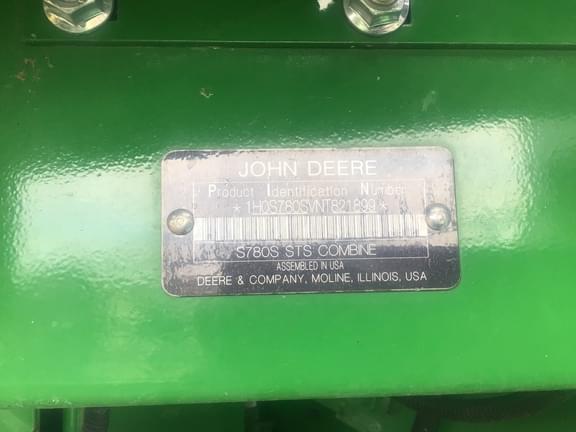 JOHN DEERE
Product Identification Number
*1H0S780SVNT821899*
S780S STS COMBINE
ASSEMBLED IN USA
DEERE & COMPANY, MOLINE, ILLINOIS, USA